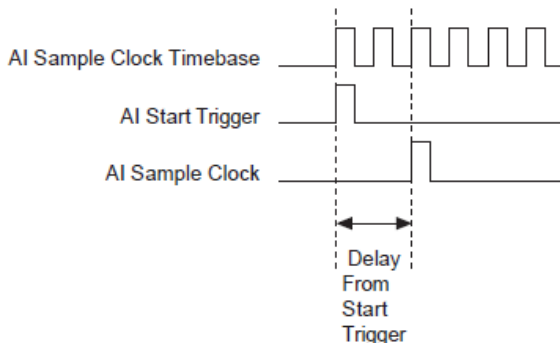 AI Sample Clock Timebase
AI Start Trigger
AI Sample Clock
Delay
From
Start
Trigger